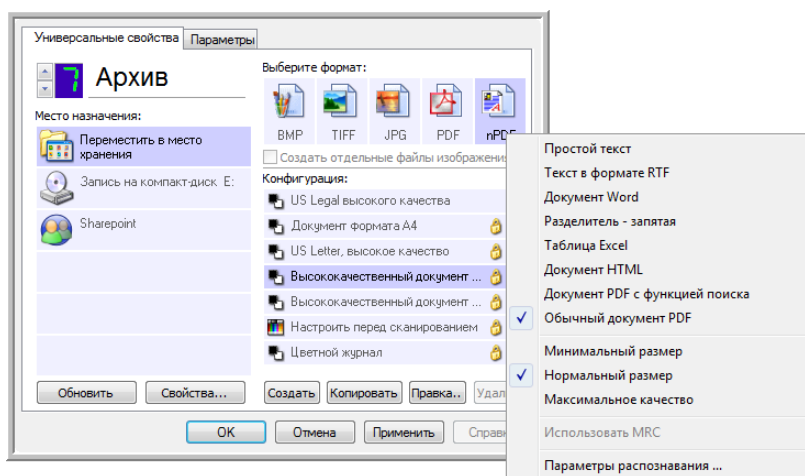 Универсальные свойства Параметры
7 Архив
Место назначения:
Переместить в место
хранения
Запись на компакт-диск E:
Sharepoint
Обновить Свойства...
Выберите формат:
BMP TIFF JPG PDF nPDF
Создать отдельные файлы изображени
Конфигурация:
US Legal высокого качества
Документ формата A4
US Letter, высокое качество
Высококачественный документ ...
Высококачественный документ ...
Настроить перед сканированием
Цветной журнал
Создать Копировать Правка.. Удал
OK Отмена Применить Справк
Простой текст
Текст в формате RTF
Документ Word
Разделитель - запятая
Таблица Excel
Документ HTML
Документ PDF с функцией поиска
Обычный документ PDF
Минимальный размер
Нормальный размер
Максимальное качество
Использовать MRC
Параметры распознавания ...